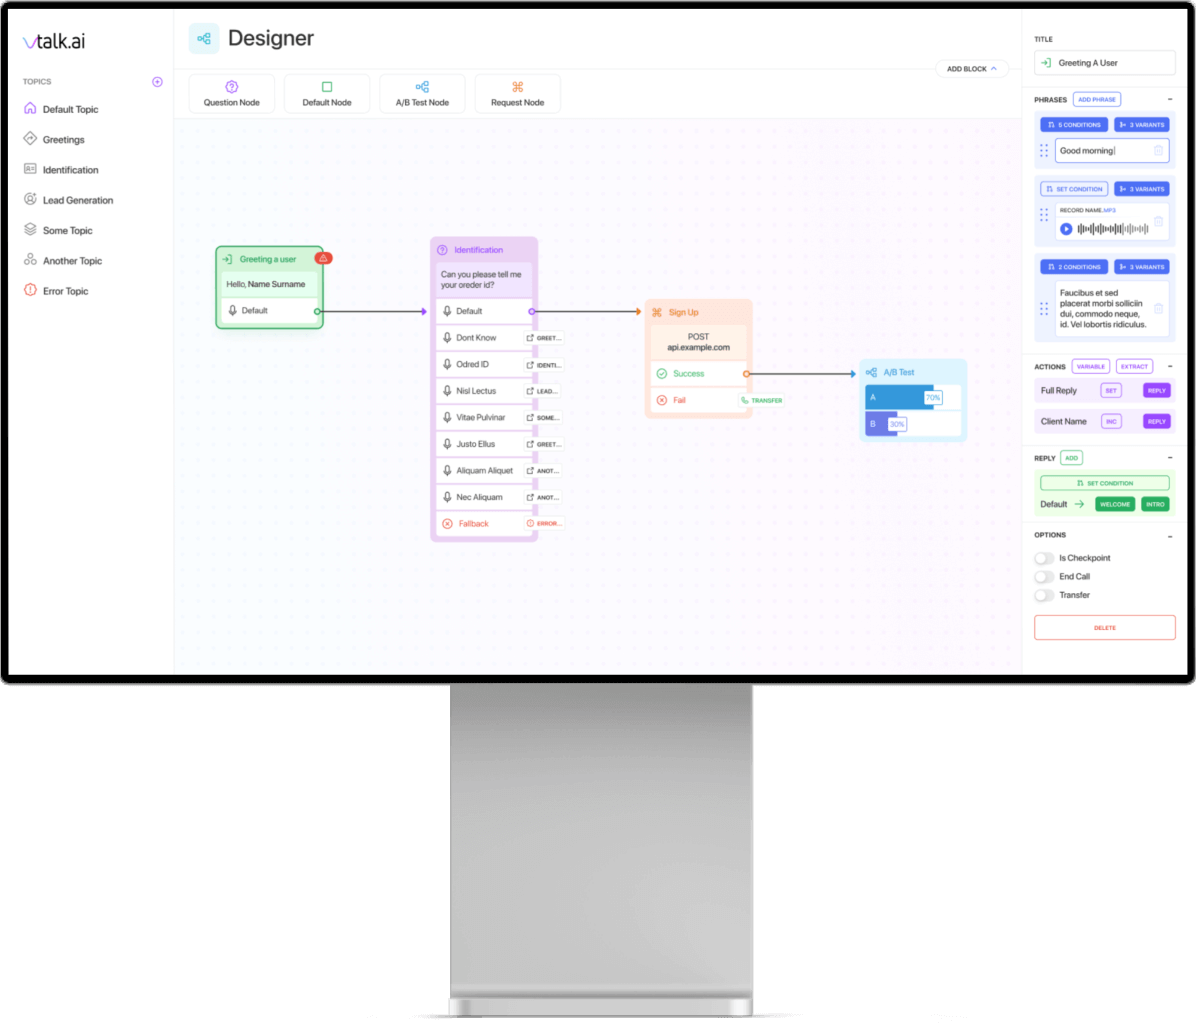 vtalk.ai
TOPICS
Default Topic
Greetings
Identification
Lead Generation
Some Topic
Another Topic
Error Topic
Designer
ADD BLOCK
Question Node
Default Node
A/B Test Node
Request Node
Greeting a user
Hello, Name Surname
Default
Identification
Can you please tell me
your oreder id?
Default
Dont Know
GREET...
Odred ID
IDENTI...
Nisl Lectus
LEAD...
Vitae Pulvinar
SOME...
Justo Ellus
GREET...
Aliquam Aliquet
ANOT...
Nec Aliquam
ANOT...
Fallback
ERROR...
Sign Up
POST
api.example.com
Success
Fail
TRANSFER
A/B Test
A
70%
B
30%
TITLE
Greeting A User
PHRASES
ADD PHRASE
5 CONDITIONS
3 VARIANTS
Good morning
SET CONDITION
3 VARIANTS
RECORD NAME.MP3
2 CONDITIONS
3 VARIANTS
Faucibus et sed
placerat morbi solliciin
dui, commodo neque,
id. Vel lobortis ridiculus.
ACTIONS
VARIABLE
EXTRACT
Full Reply
SET
REPLY
Client Name
INC
REPLY
REPLY
ADD
SET CONDITION
Default
WELCOME
INTRO
OPTIONS
Is Checkpoint
End Call
Transfer
DELETE